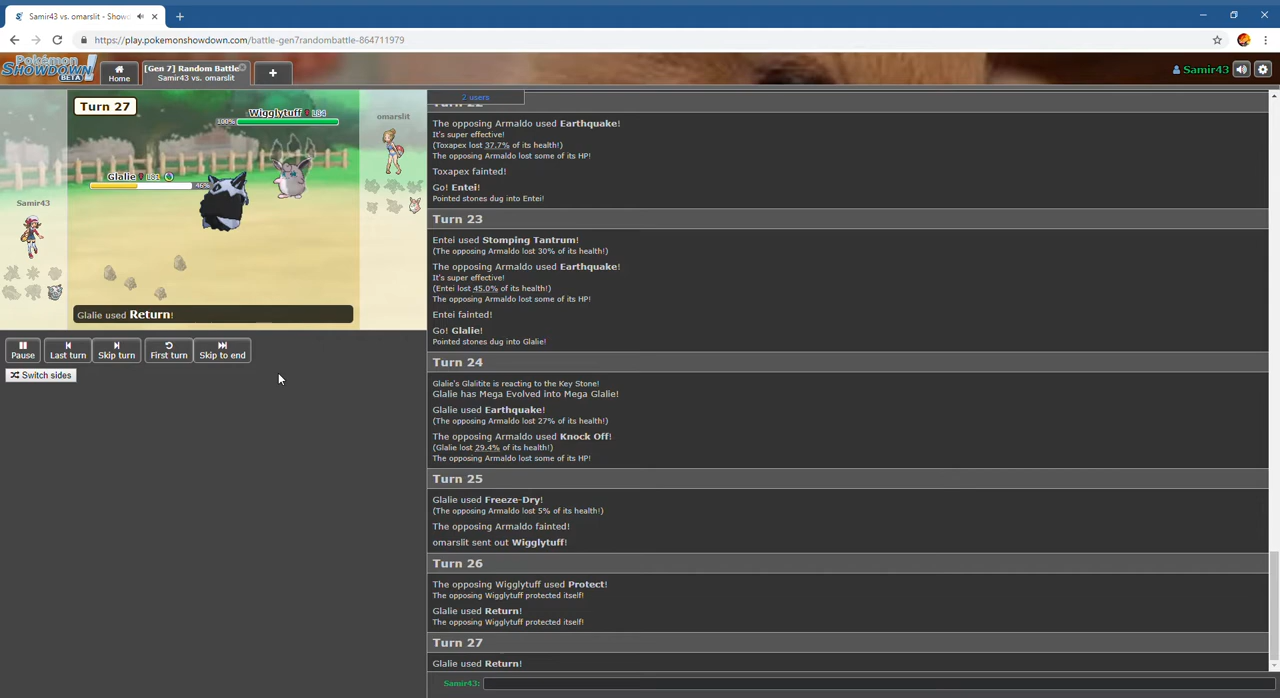 Samir43 vs. omarslit - Show
https://play.pokemonshowdown.com/battle-gen7randombattle-864711979
Pokémon
SHOWDOWN!
BETA
Home
[Gen 7] Random Battle
Samir43 vs. omarslit
Samir43
Turn 27
Wigglytuff L84
100%
omarslit
Glalie L81
46%
Samir43
Glalie used Return!
Pause
Last turn
Skip turn
First turn
Skip to end
Switch sides
2 users
Turn 22
The opposing Armaldo used Earthquake!
It's super effective!
(Toxapex lost 37.7% of its health!)
The opposing Armaldo lost some of its HP!
Toxapex fainted!
Go! Entei!
Pointed stones dug into Entei!
Turn 23
Entei used Stomping Tantrum!
(The opposing Armaldo lost 30% of its health!)
The opposing Armaldo used Earthquake!
It's super effective!
(Entei lost 45.0% of its health!)
The opposing Armaldo lost some of its HP!
Entei fainted!
Go! Glalie!
Pointed stones dug into Glalie!
Turn 24
Glalie's Glalitite is reacting to the Key Stone!
Glalie has Mega Evolved into Mega Glalie!
Glalie used Earthquake!
(The opposing Armaldo lost 27% of its health!)
The opposing Armaldo used Knock Off!
(Glalie lost 29.4% of its health!)
The opposing Armaldo lost some of its HP!
Turn 25
Glalie used Freeze-Dry!
(The opposing Armaldo lost 5% of its health!)
The opposing Armaldo fainted!
omarslit sent out Wigglytuff!
Turn 26
The opposing Wigglytuff used Protect!
The opposing Wigglytuff protected itself!
Glalie used Return!
The opposing Wigglytuff protected itself!
Turn 27
Glalie used Return!
Samir43: